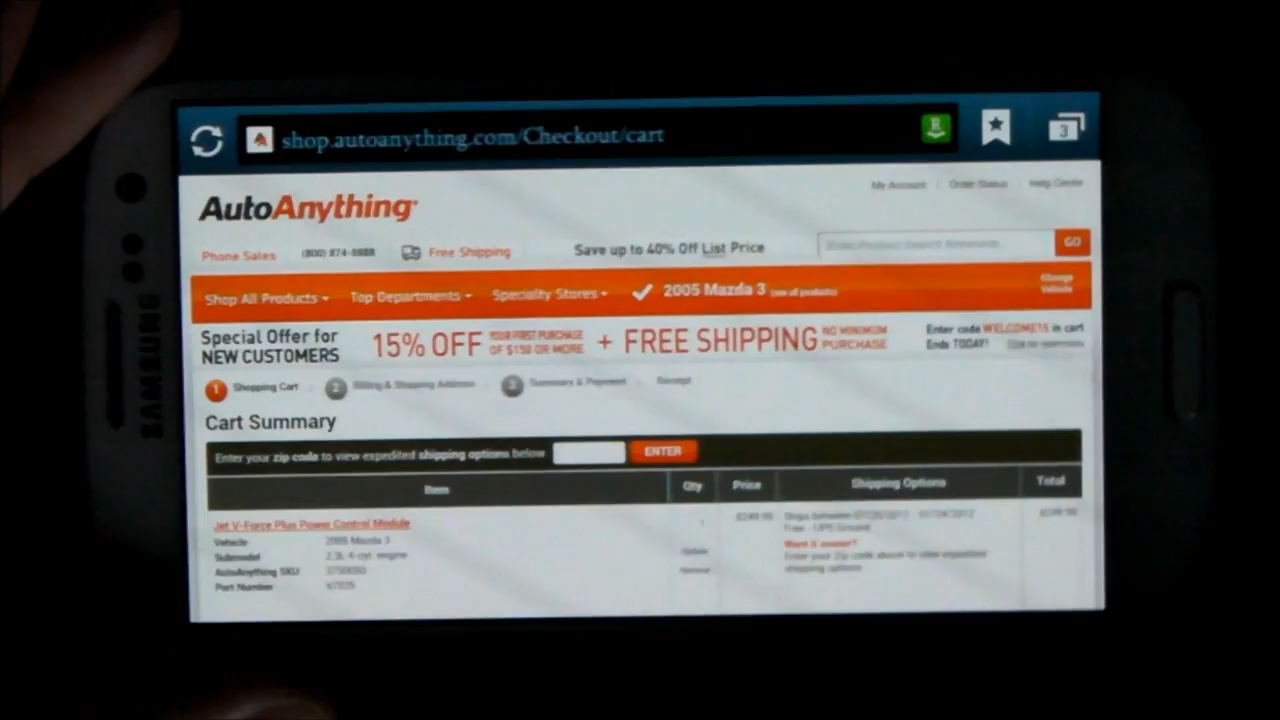 shop.autoanything.com/Checkout/cart
3
AutoAnything
My Account Order Status Help Center
Phone Sales (800) 874-8888 Free Shipping Save up to 40% Off List Price GO
Shop All Products Top Departments Specialty Stores 2005 Mazda 3 (see all products) Change Vehicle
Special Offer for NEW CUSTOMERS
15% OFF YOUR FIRST PURCHASE OF $150 OR MORE + FREE SHIPPING NO MINIMUM PURCHASE
Enter code WELCOME15 in cart
Ends TODAY!
1 Shopping Cart 2 Billing & Shipping Address 3 Summary & Payment Receipt
Cart Summary
Enter your zip code to view expedited shipping options below ENTER
Item Qty Price Shipping Options Total
Jet V-Force Plus Power Control Module
Vehicle 2005 Mazda 3
Submodel 2.3L 4-cyl. engine
AutoAnything SKU
Part Number
1
Update
Remove
Free - UPS Ground
Want it sooner?
Enter your Zip code above to view expedited
shipping options
SAMSUNG